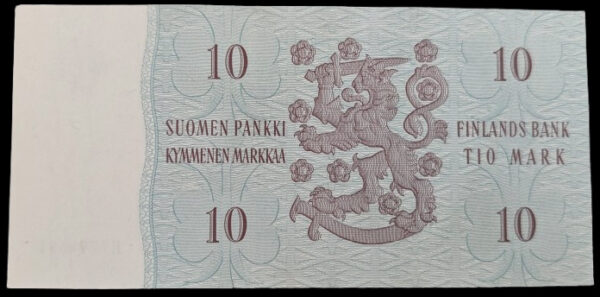 10 10
SUOMEN PANKKI
KYMMENEN MARKKAA
FINLANDS BANK
TIO MARK
10 10